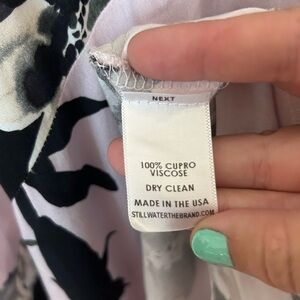 NEXT
100% CUPRO
VISCOSE
DRY CLEAN
MADE IN THE USA
STILLWATERTHEBRAND.COM